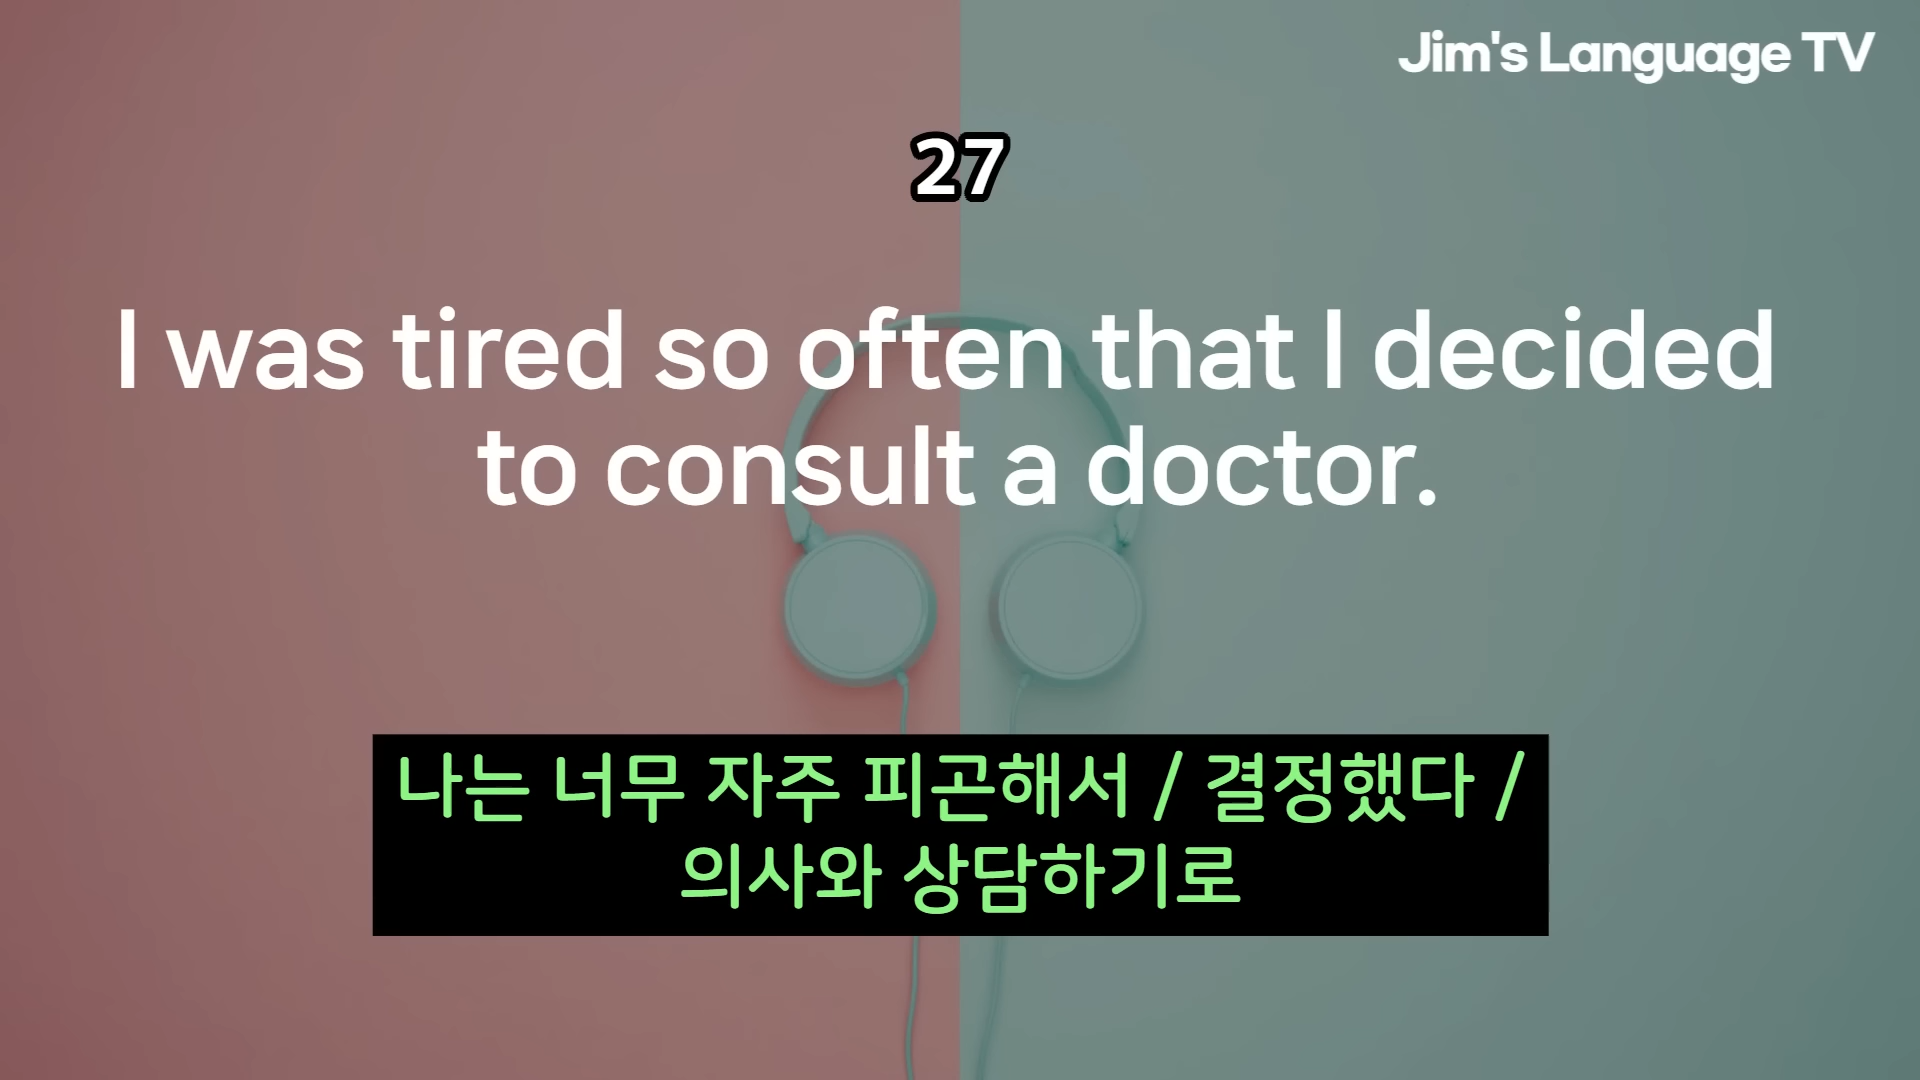 Jim's Language TV
27
I was tired so often that I decided
to consult a doctor.
나는 너무 자주 피곤해서 / 결정했다 /
의사와 상담하기로